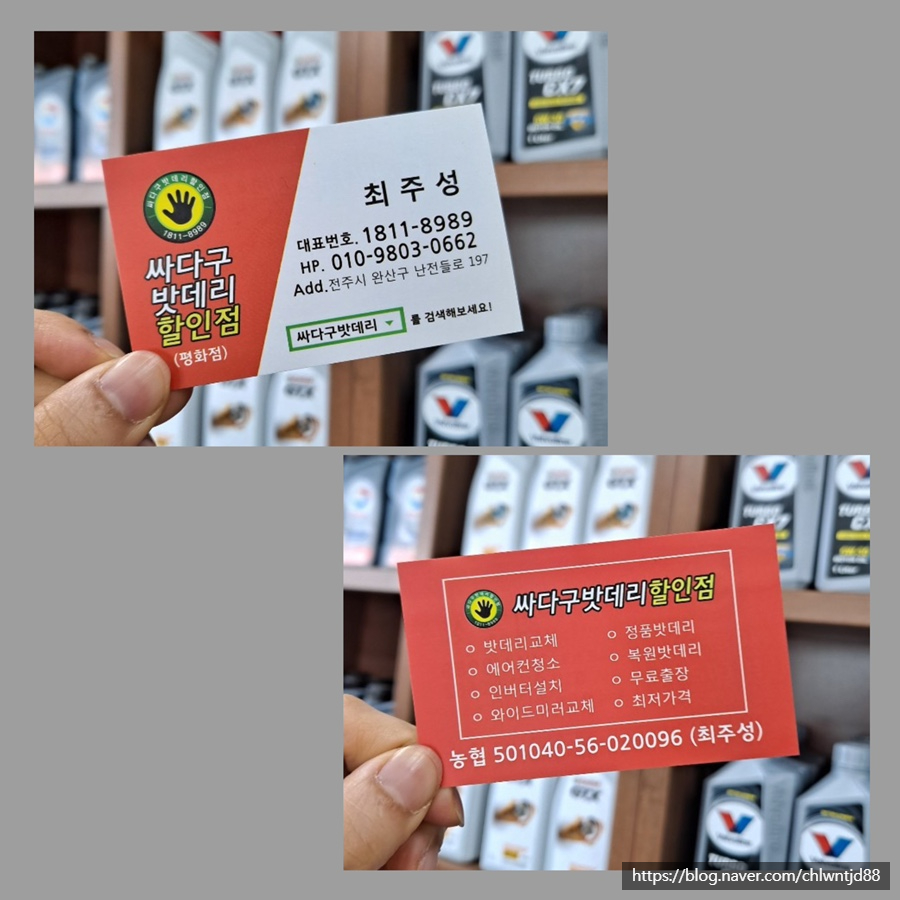 싸다구밧데리할인점
1811-8989
싸다구
밧데리
할인점
(평화점)
최주성
대표번호. 1811-8989
HP. 010-9803-0662
Add.전주시 완산구 난전들로 197
싸다구밧데리 를 검색해보세요!
TURBO
EX7
싸다구밧데리할인점
밧데리교체
에어컨청소
인버터설치
와이드미러교체
정품밧데리
복원밧데리
무료출장
최저가격
농협 501040-56-020096 (최주성)
https://blog.naver.com/chlwntjd88